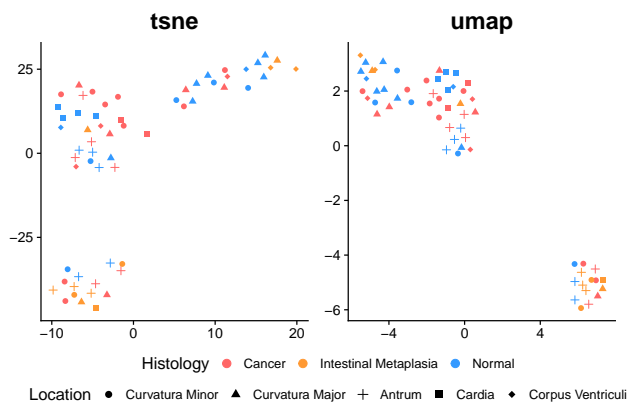 tsne umap
25
0
−25
−10 0 10 20
2
0
−2
−4
−6
−4 0 4
Histology Cancer Intestinal Metaplasia Normal
Location Curvatura Minor Curvatura Major Antrum Cardia Corpus Ventriculi